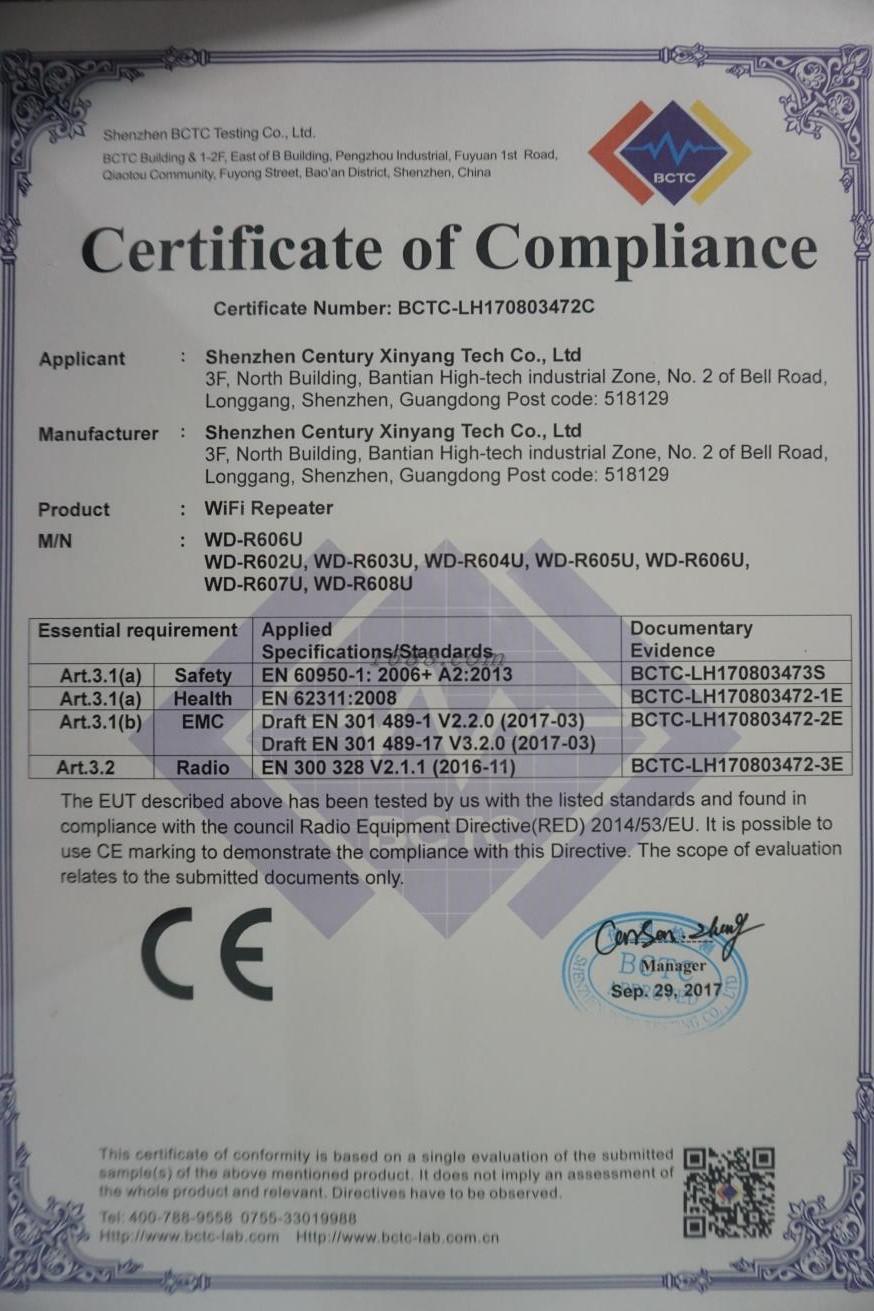 Shenzhen BCTC Testing Co., Ltd.
BCTC Building & 1-2F, East of B Building, Pengzhou Industrial, Fuyuan 1st Road,
Qiaotou Community, Fuyong Street, Bao'an District, Shenzhen, China
BCTC
Certificate of Compliance
Certificate Number: BCTC-LH170803472C
Applicant : Shenzhen Century Xinyang Tech Co., Ltd
3F, North Building, Bantian High-tech industrial Zone, No. 2 of Bell Road,
Longgang, Shenzhen, Guangdong Post code: 518129
Manufacturer : Shenzhen Century Xinyang Tech Co., Ltd
3F, North Building, Bantian High-tech industrial Zone, No. 2 of Bell Road,
Longgang, Shenzhen, Guangdong Post code: 518129
Product : WiFi Repeater
M/N : WD-R606U
WD-R602U, WD-R603U, WD-R604U, WD-R605U, WD-R606U,
WD-R607U, WD-R608U
Essential requirement Applied Documentary
Specifications/Standards Evidence
1688.com
Art.3.1(a) Safety EN 60950-1: 2006+ A2:2013 BCTC-LH170803473S
Art.3.1(a) Health EN 62311:2008 BCTC-LH170803472-1E
Art.3.1(b) EMC Draft EN 301 489-1 V2.2.0 (2017-03) BCTC-LH170803472-2E
Draft EN 301 489-17 V3.2.0 (2017-03)
Art.3.2 Radio EN 300 328 V2.1.1 (2016-11) BCTC-LH170803472-3E
The EUT described above has been tested by us with the listed standards and found in
compliance with the council Radio Equipment Directive(RED) 2014/53/EU. It is possible to
use CE marking to demonstrate the compliance with this Directive. The scope of evaluation
relates to the submitted documents only.
BCTC
CE
BCTC
Manager
APPROVED
Sep. 29, 2017
This certificate of conformity is based on a single evaluation of the submitted
sample(s) of the above mentioned product. It does not imply an assessment of
the whole product and relevant. Directives have to be observed.
Tel: 400-788-9558 0755-33019988
Http://www.bctc-lab.com Http://www.bctc-lab.com.cn